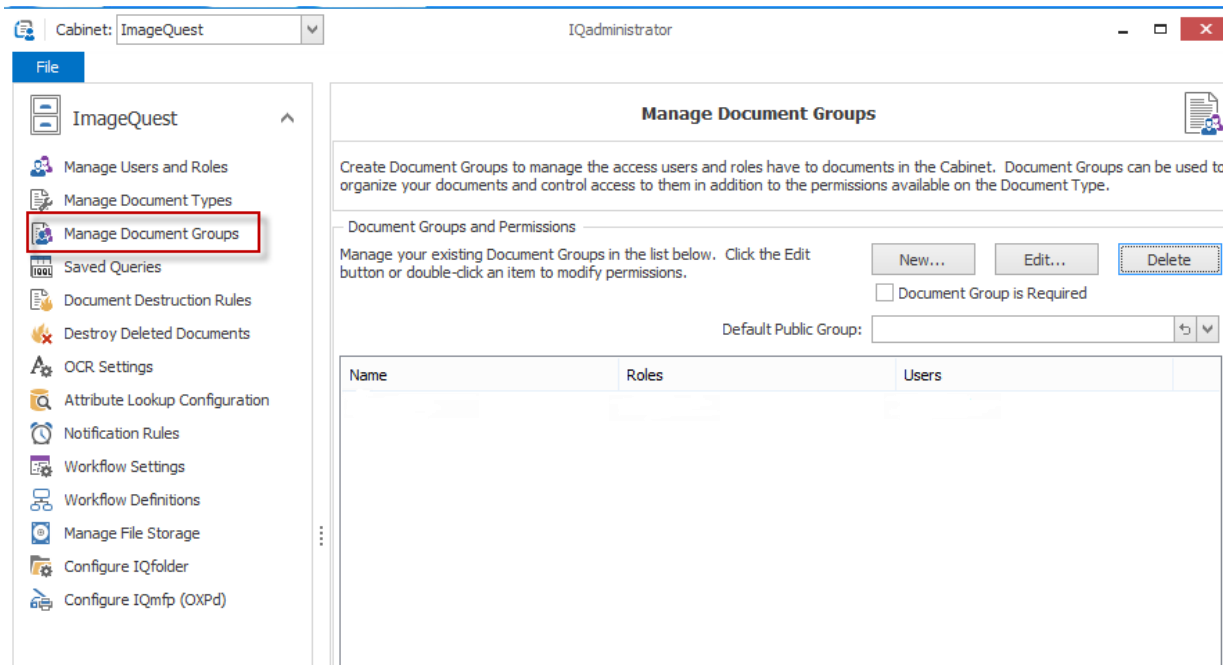 Cabinet: ImageQuest
IQadministrator
File
ImageQuest
Manage Users and Roles
Manage Document Types
Manage Document Groups
Saved Queries
Document Destruction Rules
Destroy Deleted Documents
OCR Settings
Attribute Lookup Configuration
Notification Rules
Workflow Settings
Workflow Definitions
Manage File Storage
Configure IQfolder
Configure IQmfp (OXPd)
Manage Document Groups
Create Document Groups to manage the access users and roles have to documents in the Cabinet. Document Groups can be used to
organize your documents and control access to them in addition to the permissions available on the Document Type.
Document Groups and Permissions
Manage your existing Document Groups in the list below. Click the Edit
button or double-click an item to modify permissions.
New... Edit... Delete
Document Group is Required
Default Public Group:
Name Roles Users